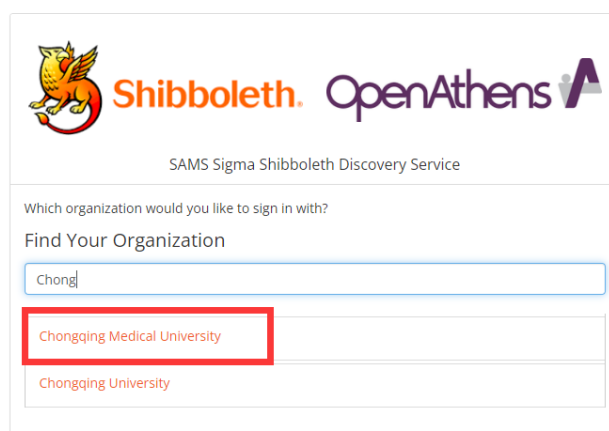 Shibboleth. OpenAthens
SAMS Sigma Shibboleth Discovery Service
Which organization would you like to sign in with?
Find Your Organization
Chong
Chongqing Medical University
Chongqing University